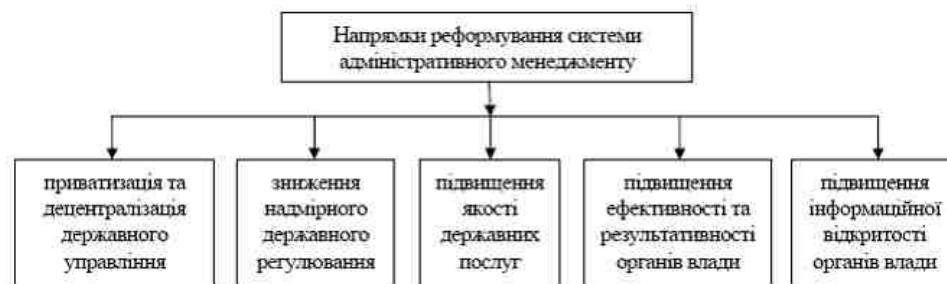 Напрямки реформування системи
адміністративного менеджменту
приватизація та
децентралізація
державного
управління
зниження
надмірного
державного
регулювання
підвищення
якості
державних
послуг
підвищення
ефективності та
результативності
органів влади
підвищення
інформаційної
відкритості
органів влади